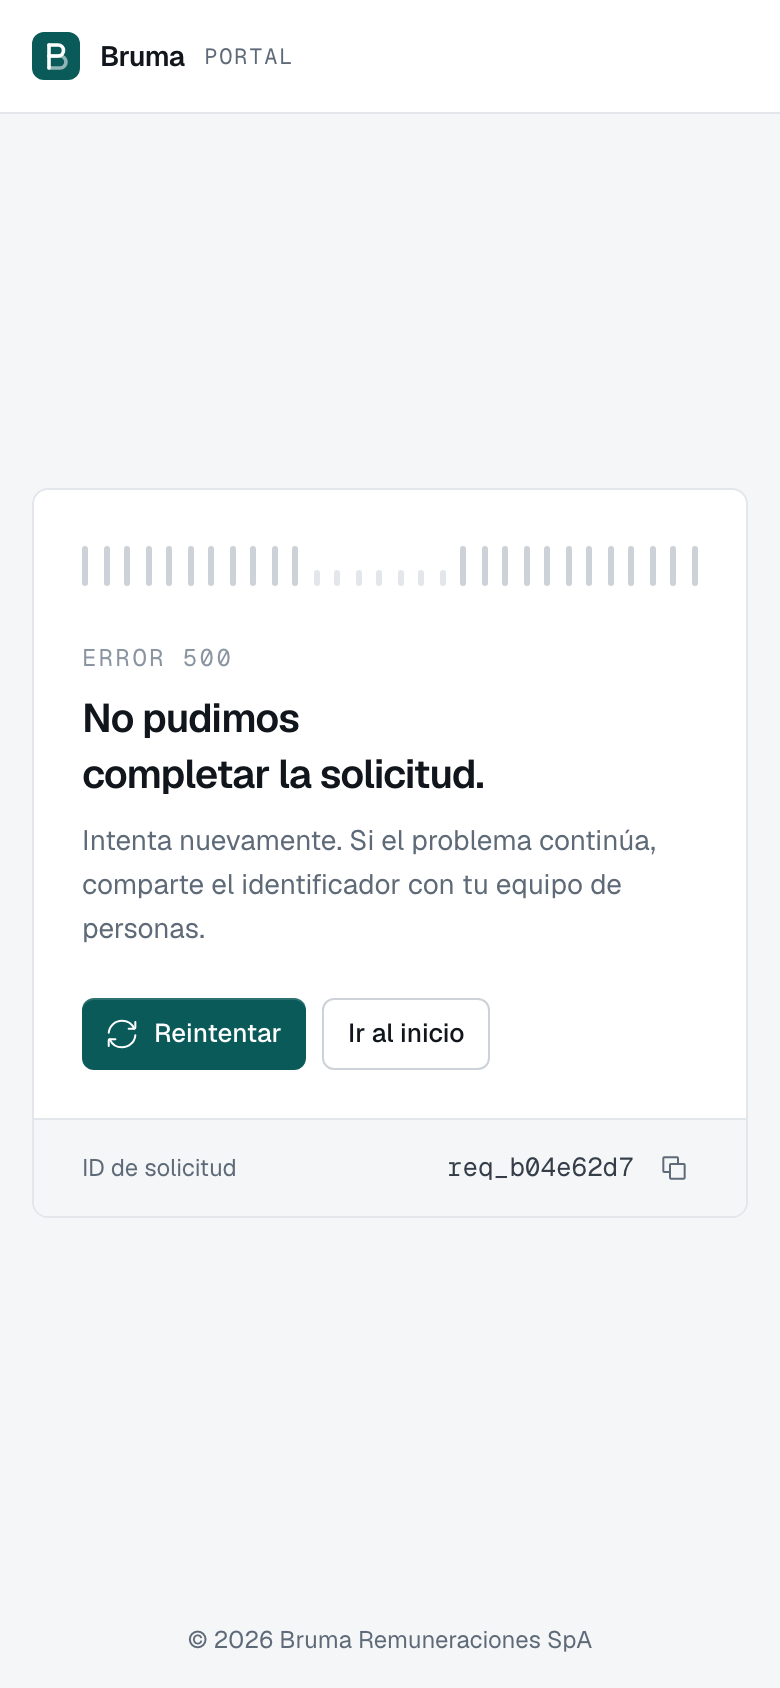 Bruma PORTAL
ERROR 500
No pudimos
completar la solicitud.
Intenta nuevamente. Si el problema continúa,
comparte el identificador con tu equipo de
personas.
Reintentar Ir al inicio
ID de solicitud req_b04e62d7
© 2026 Bruma Remuneraciones SpA